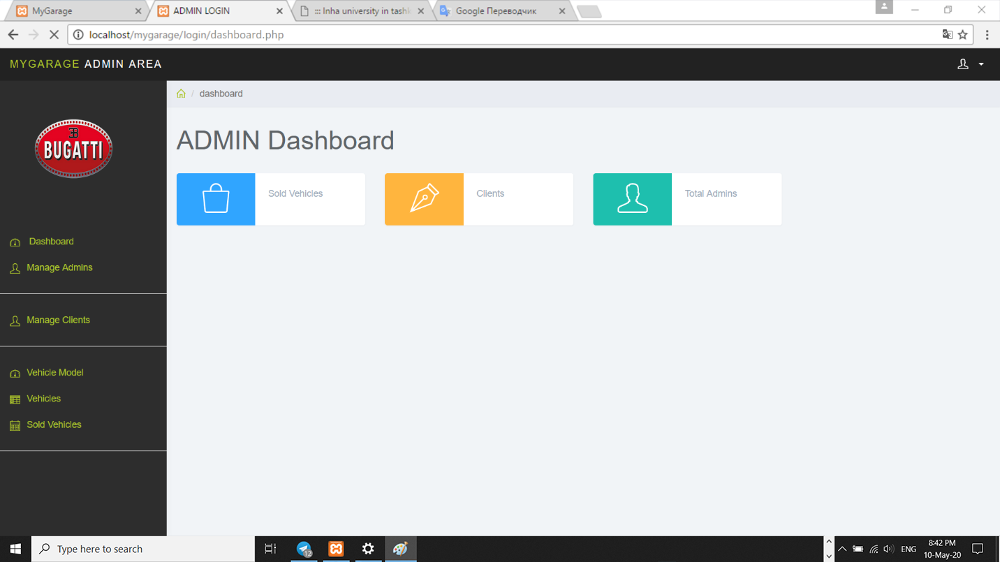 MyGarage
ADMIN LOGIN
::: Inha university in tash
Google Переводчик
localhost/mygarage/login/dashboard.php
MYGARAGE ADMIN AREA
/ dashboard
BUGATTI
ADMIN Dashboard
Sold Vehicles
Clients
Total Admins
Dashboard
Manage Admins
Manage Clients
Vehicle Model
Vehicles
Sold Vehicles
Type here to search
12
ENG
8:42 PM
10-May-20